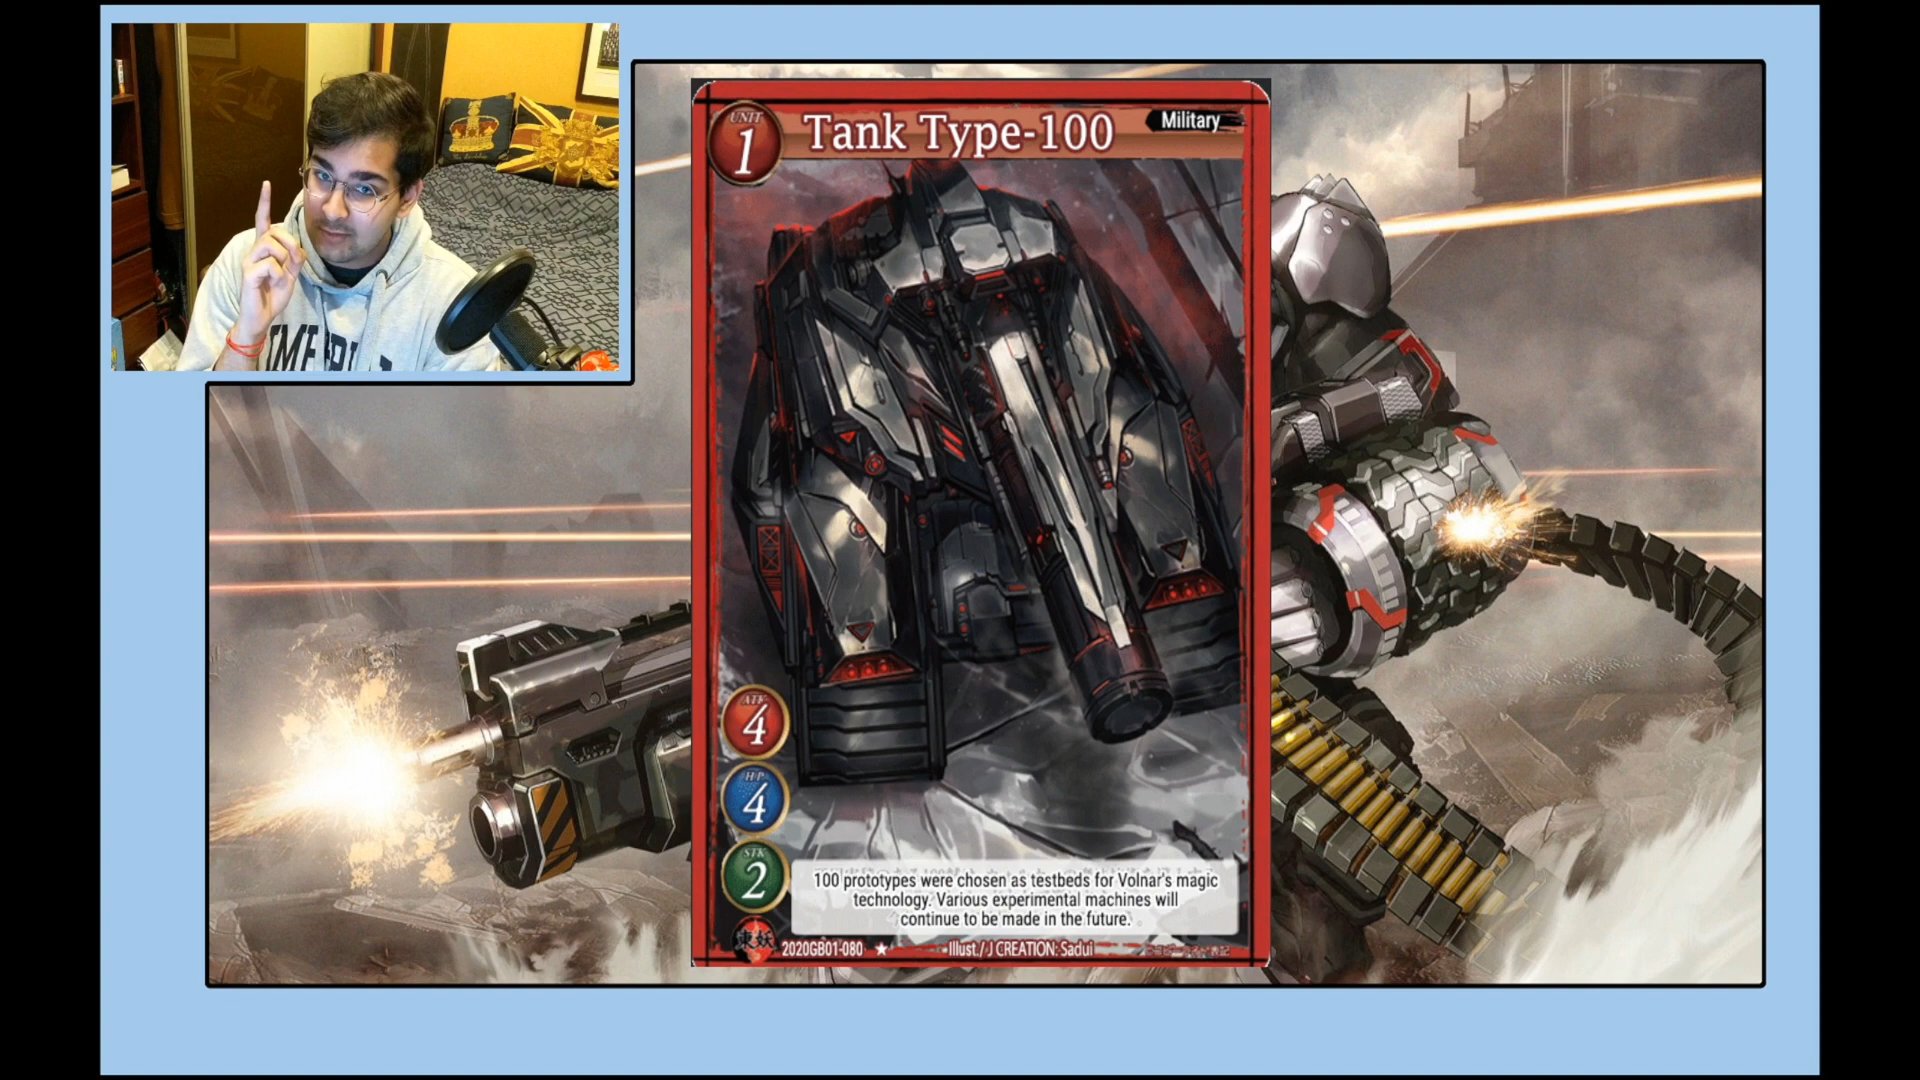 UNIT
1
Tank Type-100
Military
ATK
4
HP
4
STK
2
100 prototypes were chosen as testbeds for Volnar's magic
technology. Various experimental machines will
continue to be made in the future.
東妖
2020GB01-080 ★
Illust./ J CREATION: Sadui